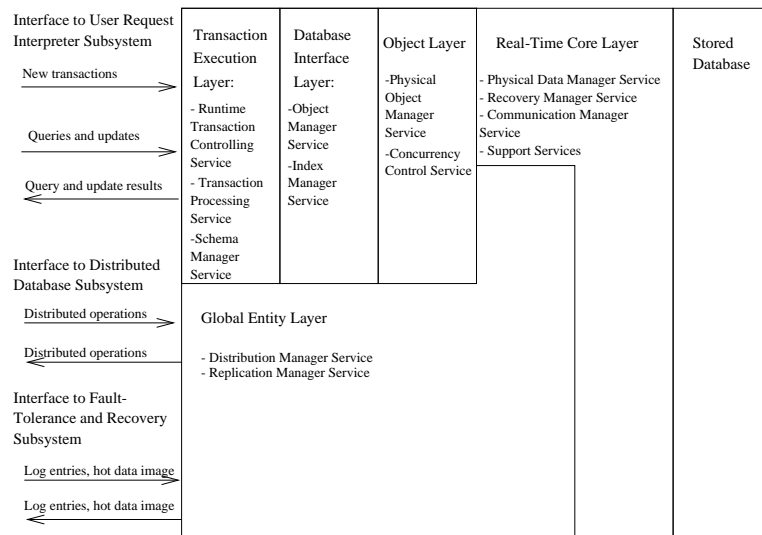 Interface to User Request
Interpreter Subsystem
New transactions
Queries and updates
Query and update results
Interface to Distributed
Database Subsystem
Distributed operations
Distributed operations
Interface to Fault-
Tolerance and Recovery
Subsystem
Log entries, hot data image
Log entries, hot data image
Transaction
Execution
Layer:
- Runtime
Transaction
Controlling
Service
- Transaction
Processing
Service
-Schema
Manager
Service
Database
Interface
Layer:
-Object
Manager
Service
-Index
Manager
Service
Object Layer
-Physical
Object
Manager
Service
-Concurrency
Control Service
Real-Time Core Layer
- Physical Data Manager Service
- Recovery Manager Service
- Communication Manager
Service
- Support Services
Stored
Database
Global Entity Layer
- Distribution Manager Service
- Replication Manager Service